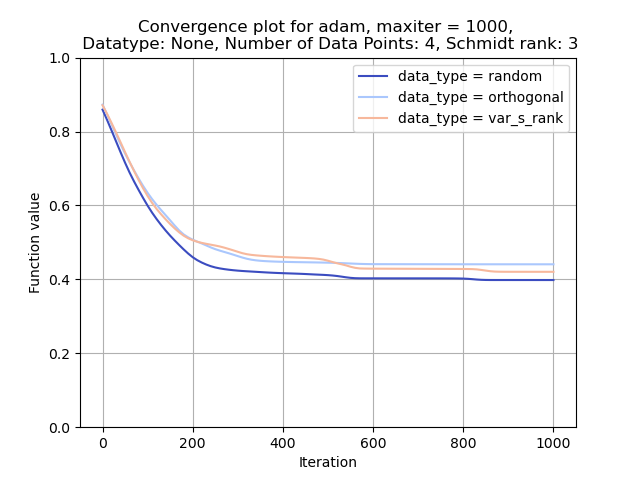 Convergence plot for adam, maxiter = 1000,
Datatype: None, Number of Data Points: 4, Schmidt rank: 3
data_type = random
data_type = orthogonal
data_type = var_s_rank
Function value
1.0
0.8
0.6
0.4
0.2
0.0
0 200 400 600 800 1000
Iteration